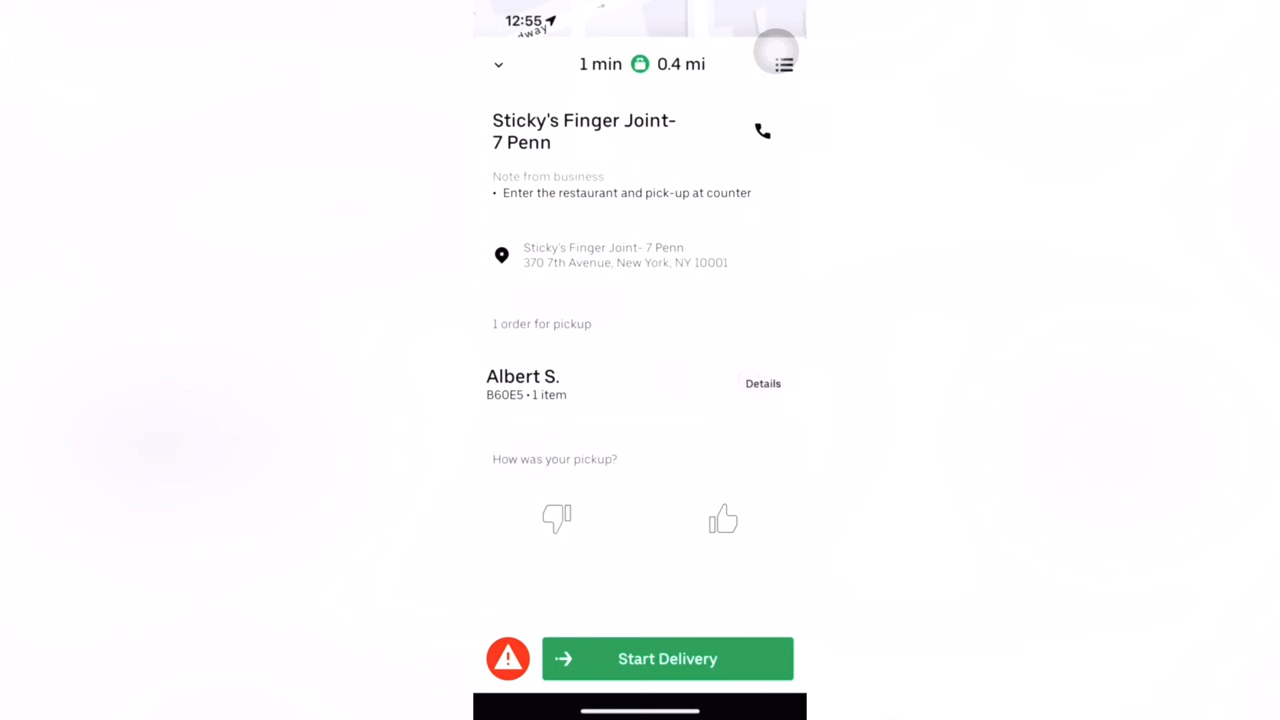 12:55
dway
1 min 0.4 mi
Sticky's Finger Joint-
7 Penn
Note from business
• Enter the restaurant and pick-up at counter
Sticky's Finger Joint- 7 Penn
370 7th Avenue, New York, NY 10001
1 order for pickup
Albert S.
Details
B60E5 • 1 item
How was your pickup?
Start Delivery